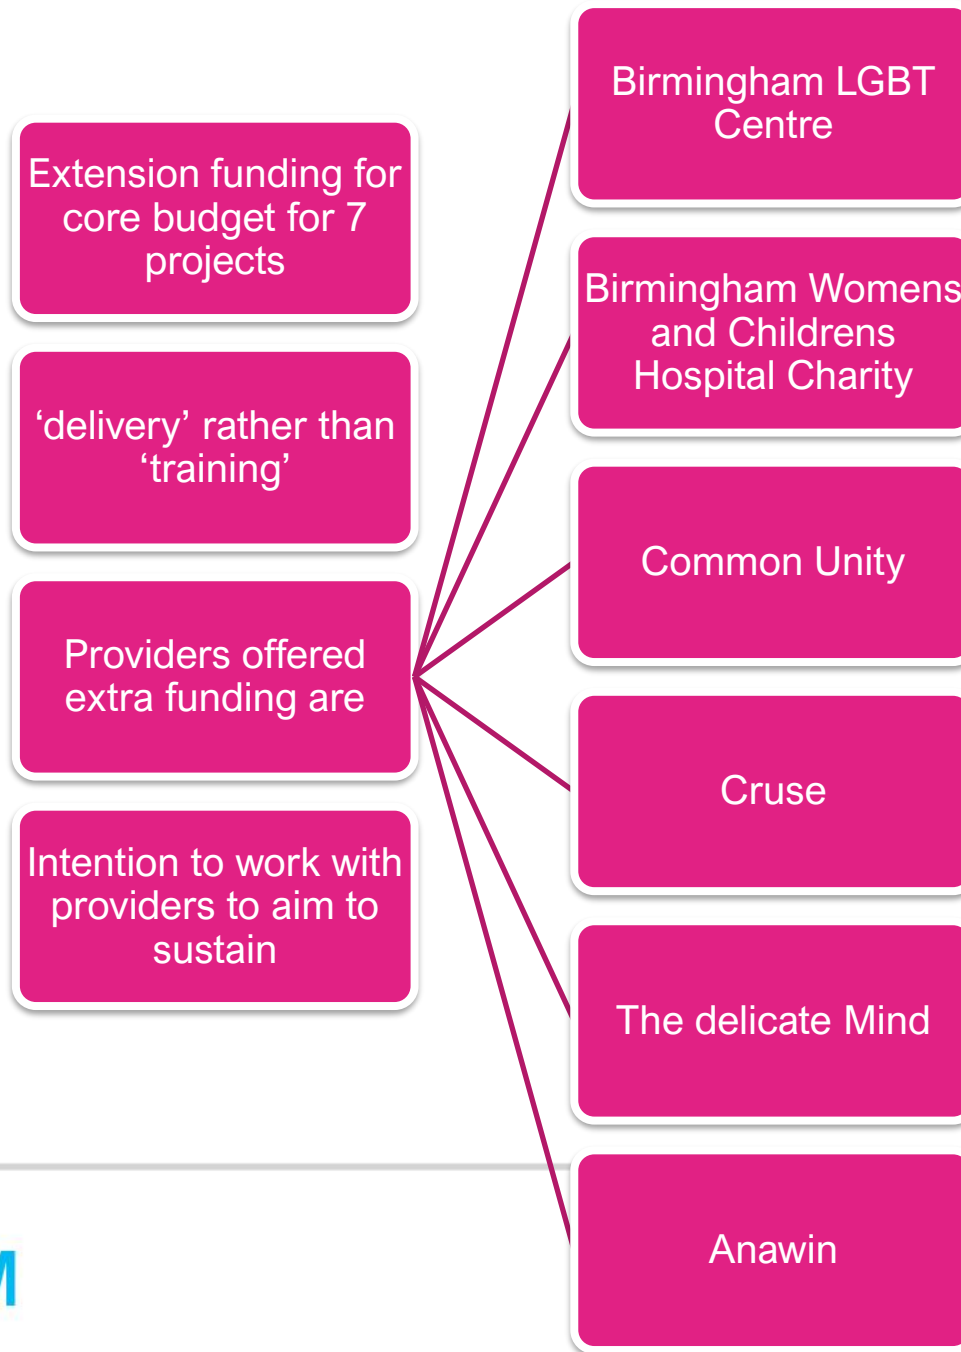 Extension funding for
core budget for 7
projects
‘delivery’ rather than
‘training’
Providers offered
extra funding are
Intention to work with
providers to aim to
sustain
Birmingham LGBT
Centre
Birmingham Womens
and Childrens
Hospital Charity
Common Unity
Cruse
The delicate Mind
Anawin
M